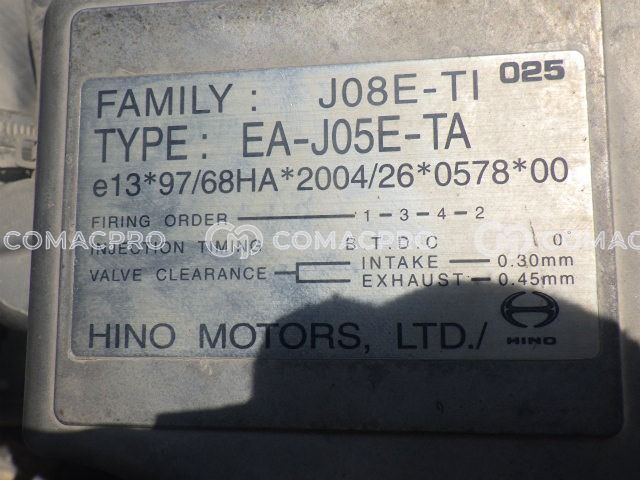 FAMILY : J08E-TI 025
TYPE : EA-J05E-TA
e13*97/68HA*2004/26*0578*00
FIRING ORDER 1-3-4-2
COMACPRO COMACPRO COMACPRO
INJECTION TIMING B T D C 0°
VALVE CLEARANCE INTAKE 0.30mm
EXHAUST 0.45mm
HINO MOTORS, LTD./ HINO